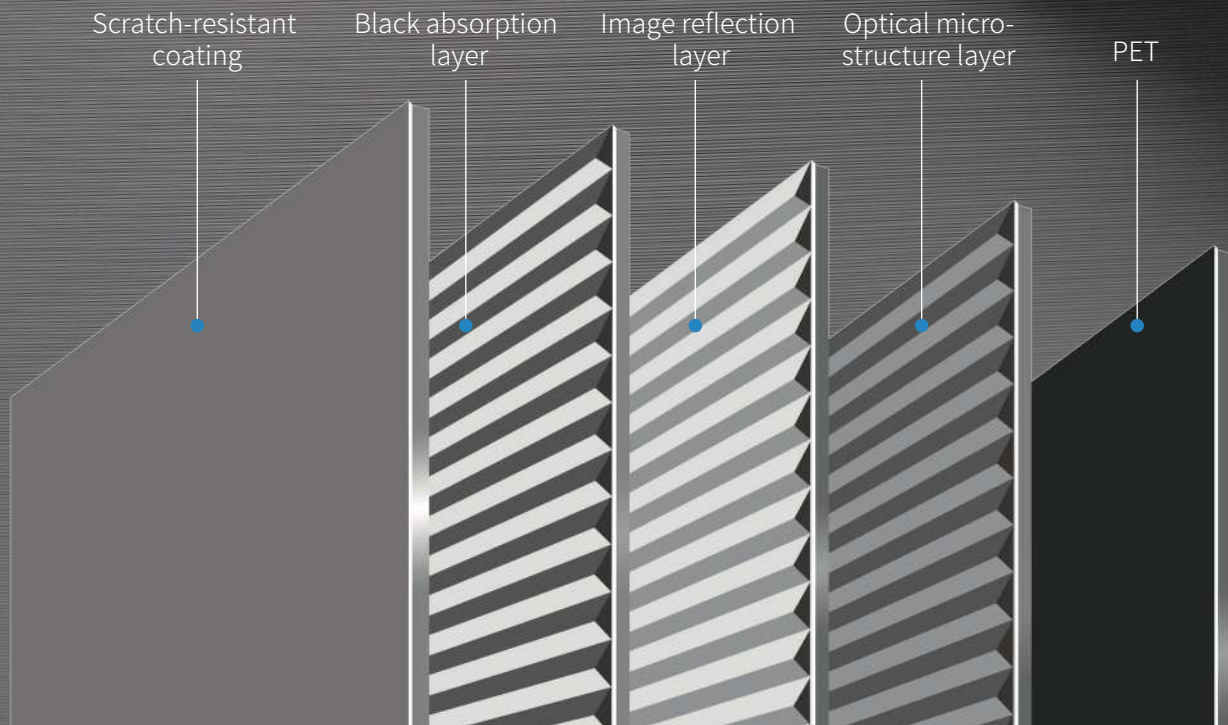 Scratch-resistant
coating
Black absorption
layer
Image reflection
layer
Optical micro-
structure layer
PET